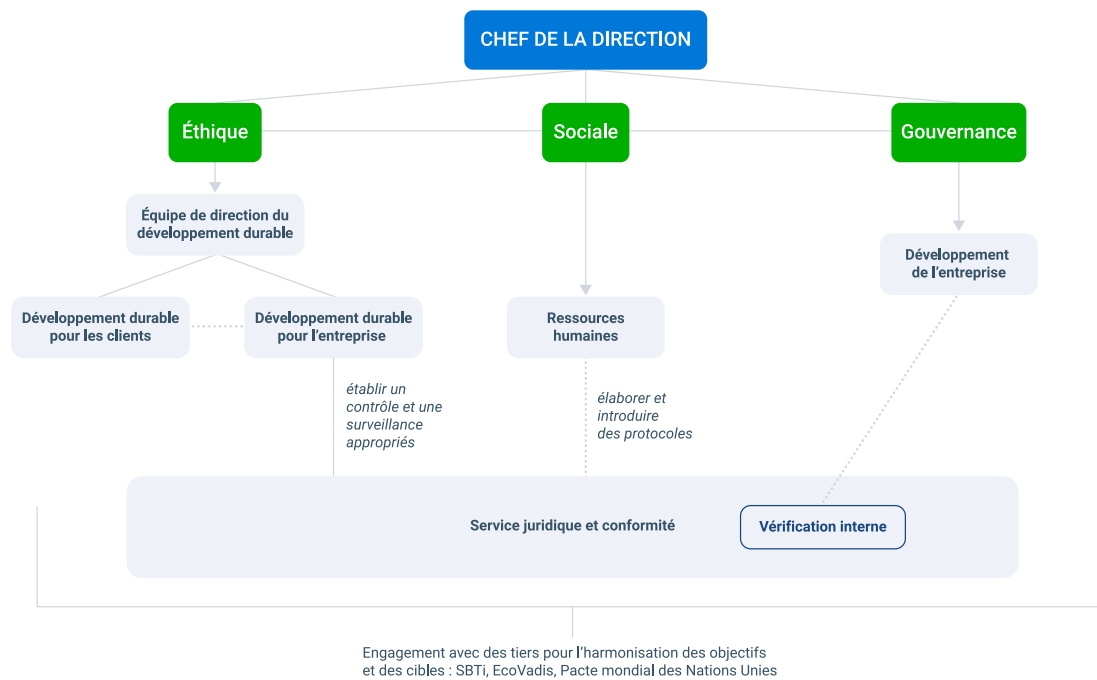 CHEF DE LA DIRECTION
Éthique
Sociale
Gouvernance
Équipe de direction du
développement durable
Développement
de l'entreprise
Développement durable
pour les clients
Développement durable
pour l'entreprise
Ressources
humaines
établir un
contrôle et une
surveillance
appropriés
élaborer et
introduire
des protocoles
Service juridique et conformité
Vérification interne
Engagement avec des tiers pour l'harmonisation des objectifs
et des cibles : SBTi, EcoVadis, Pacte mondial des Nations Unies